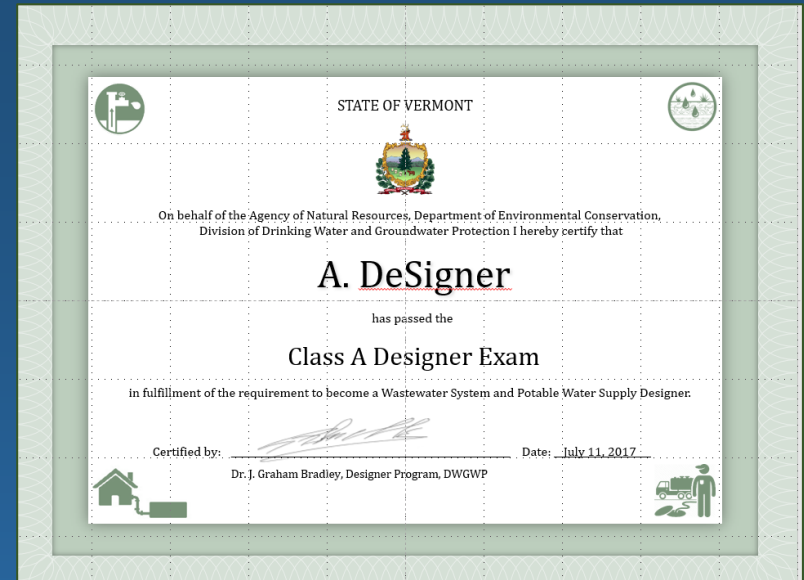 STATE OF VERMONT
On behalf of the Agency of Natural Resources, Department of Environmental Conservation,
Division of Drinking Water and Groundwater Protection I hereby certify that
A. DeSigner
has passed the
Class A Designer Exam
in fulfillment of the requirement to become a Wastewater System and Potable Water Supply Designer.
Certified by: Date: July 11, 2017
Dr. J. Graham Bradley, Designer Program, DWGWP